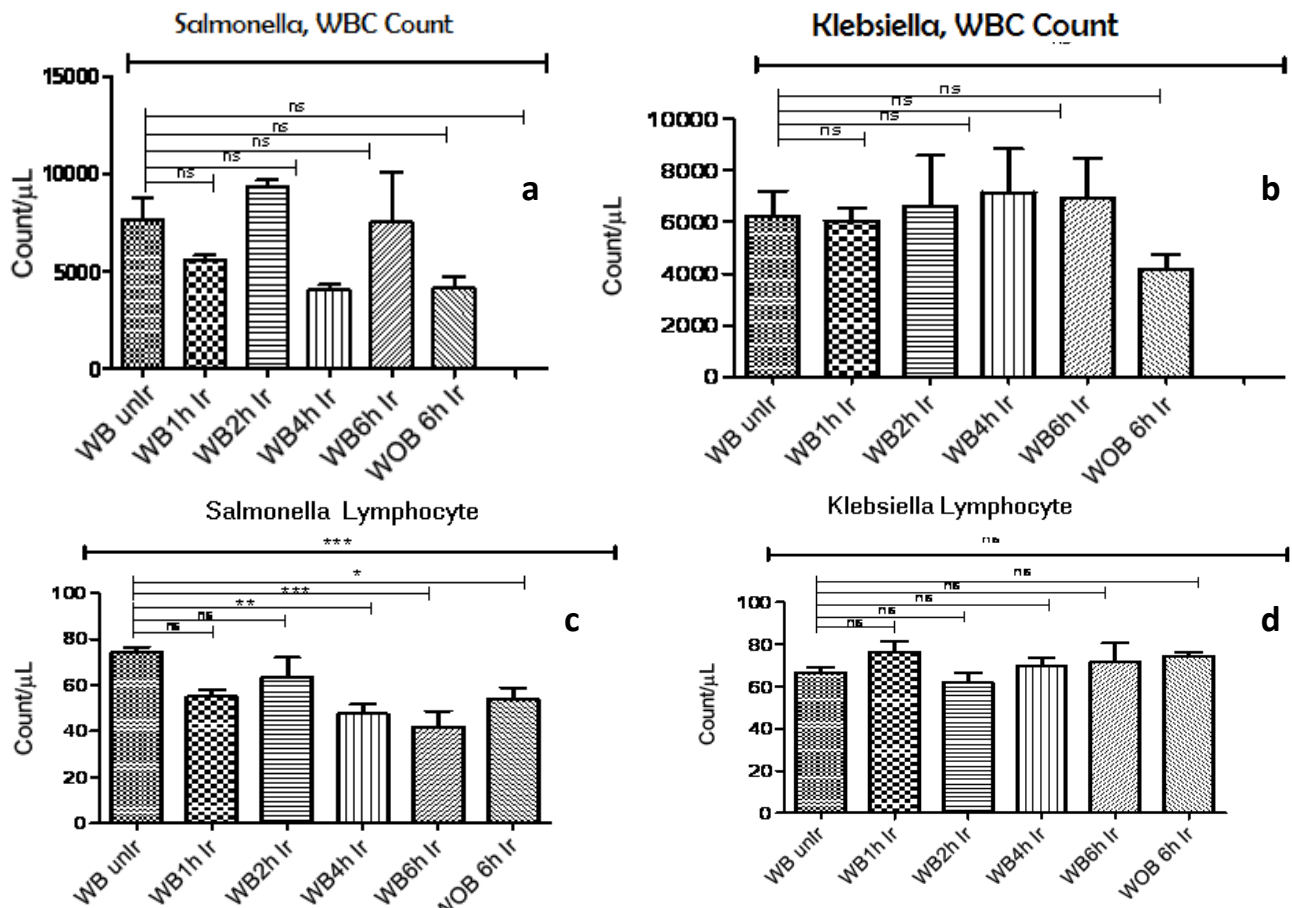 Salmonella, WBC Count
15000
10000
5000
0
Count/µL
ns
ns
ns
ns
ns
a
WB unIr
WB1h Ir
WB2h Ir
WB4h Ir
WB6h Ir
WOB 6h Ir
Klebsiella, WBC Count
10000
8000
6000
4000
2000
0
Count/µL
ns
ns
ns
ns
b
WB unIr
WB1h Ir
WB2h Ir
WB4h Ir
WB6h Ir
WOB 6h Ir
Salmonella Lymphocyte
***
*
***
**
ns
ns
100
80
60
40
20
0
Count/µL
c
WB unIr
WB1h Ir
WB2h Ir
WB4h Ir
WB6h Ir
WOB 6h Ir
Klebsiella Lymphocyte
ns
ns
ns
ns
ns
ns
100
80
60
40
20
0
Count/µL
d
WB unIr
WB1h Ir
WB2h Ir
WB4h Ir
WB6h Ir
WOB 6h Ir